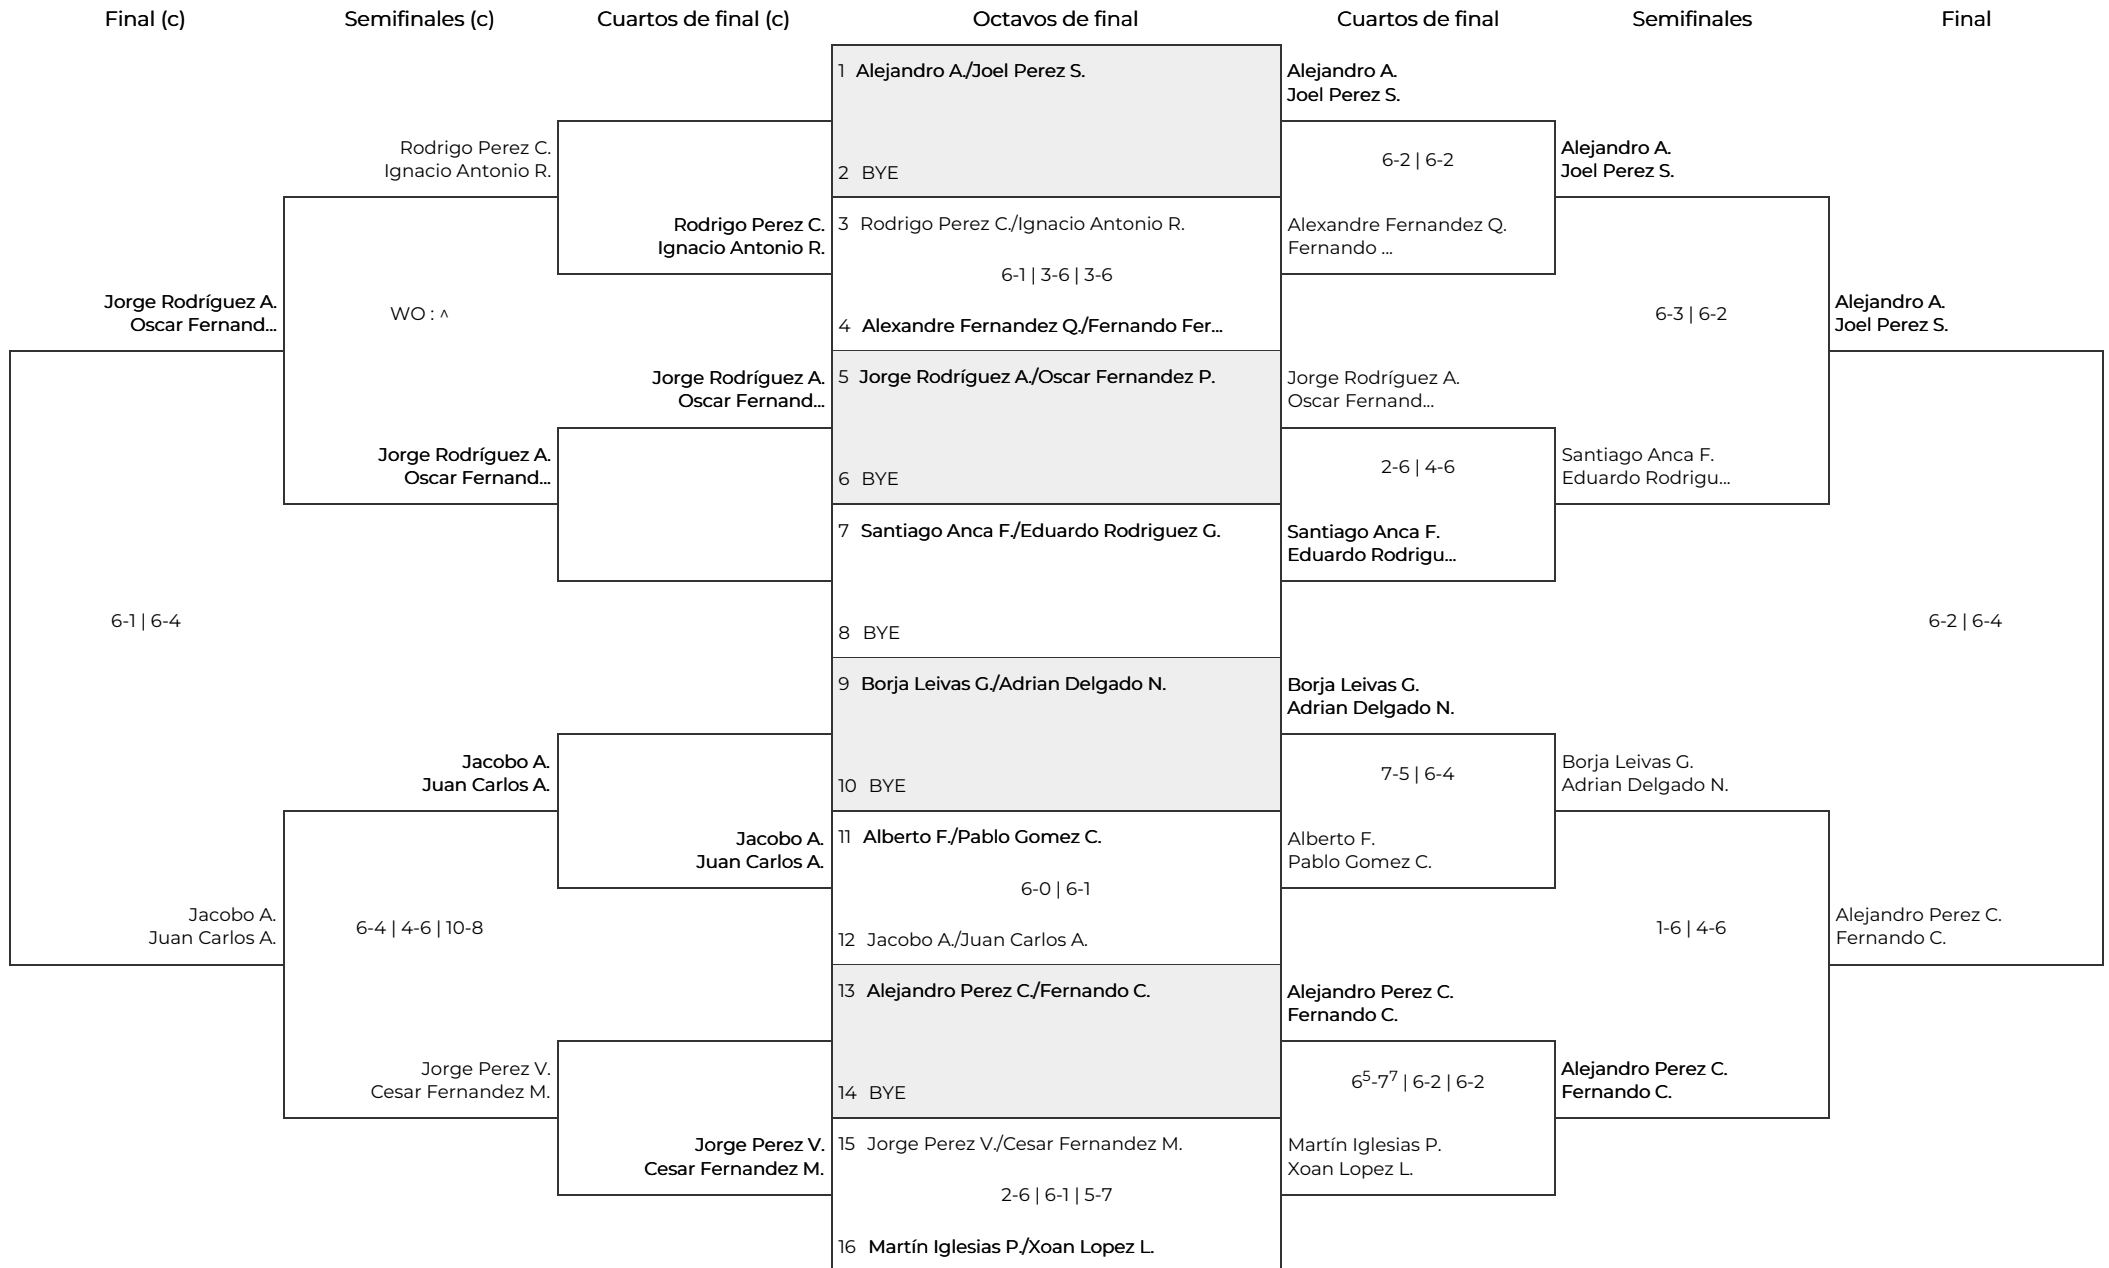 Final (c)
Semifinales (c)
Cuartos de final (c)
Octavos de final
Cuartos de final
Semifinales
Final
Jorge Rodríguez A.
Oscar Fernand...
6-1 | 6-4
Jacobo A.
Juan Carlos A.
Rodrigo Perez C.
Ignacio Antonio R.
WO : ^
Jorge Rodríguez A.
Oscar Fernand...
Jacobo A.
Juan Carlos A.
6-4 | 4-6 | 10-8
Jorge Perez V.
Cesar Fernandez M.
Rodrigo Perez C.
Ignacio Antonio R.
Jorge Rodríguez A.
Oscar Fernand...
Jacobo A.
Juan Carlos A.
Jorge Perez V.
Cesar Fernandez M.
1 Alejandro A./Joel Perez S.
2 BYE
3 Rodrigo Perez C./Ignacio Antonio R.
6-1 | 3-6 | 3-6
4 Alexandre Fernandez Q./Fernando Fer...
5 Jorge Rodríguez A./Oscar Fernandez P.
6 BYE
7 Santiago Anca F./Eduardo Rodriguez G.
8 BYE
9 Borja Leivas G./Adrian Delgado N.
10 BYE
11 Alberto F./Pablo Gomez C.
6-0 | 6-1
12 Jacobo A./Juan Carlos A.
13 Alejandro Perez C./Fernando C.
14 BYE
15 Jorge Perez V./Cesar Fernandez M.
2-6 | 6-1 | 5-7
16 Martín Iglesias P./Xoan Lopez L.
Alejandro A.
Joel Perez S.
6-2 | 6-2
Alexandre Fernandez Q.
Fernando ...
Jorge Rodríguez A.
Oscar Fernand...
2-6 | 4-6
Santiago Anca F.
Eduardo Rodrigu...
Borja Leivas G.
Adrian Delgado N.
7-5 | 6-4
Alberto F.
Pablo Gomez C.
Alejandro Perez C.
Fernando C.
6⁵-7⁷ | 6-2 | 6-2
Martín Iglesias P.
Xoan Lopez L.
Alejandro A.
Joel Perez S.
6-3 | 6-2
Santiago Anca F.
Eduardo Rodrigu...
Borja Leivas G.
Adrian Delgado N.
1-6 | 4-6
Alejandro Perez C.
Fernando C.
Alejandro A.
Joel Perez S.
6-2 | 6-4
Alejandro Perez C.
Fernando C.